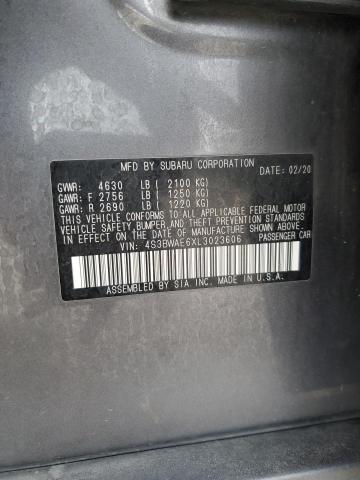 MFD BY SUBARU CORPORATION
DATE: 02/20
GVWR: 4630 LB ( 2100 KG)
GAWR: F 2756 LB ( 1250 KG)
GAWR: R 2690 LB ( 1220 KG)
THIS VEHICLE CONFORMS TO ALL APPLICABLE FEDERAL MOTOR
VEHICLE SAFETY, BUMPER, AND THEFT PREVENTION STANDARDS
IN EFFECT ON THE DATE OF MANUFACTURE SHOWN ABOVE.
VIN: 4S3BWAE6XL3023606 PASSENGER CAR
ASSEMBLED BY SIA, INC. MADE IN U.S.A.